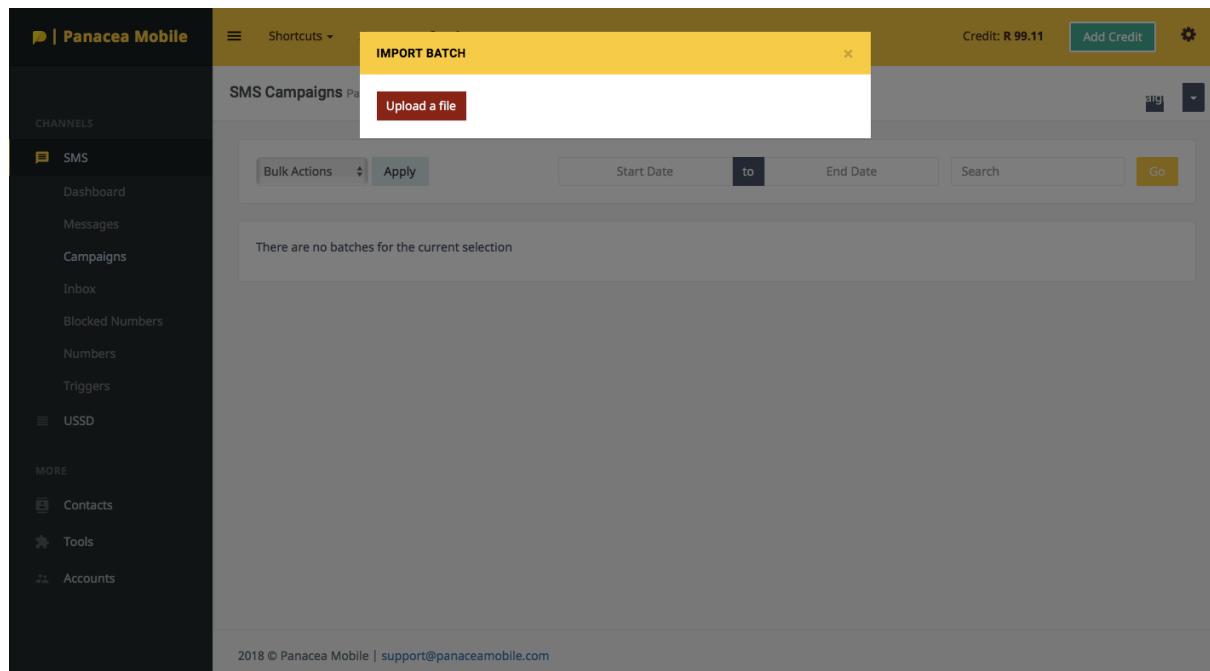 | Panacea Mobile
Shortcuts
Credit: R 99.11
Add Credit
IMPORT BATCH
×
SMS Campaigns Pa
Upload a file
CHANNELS
SMS
Dashboard
Messages
Campaigns
Inbox
Blocked Numbers
Numbers
Triggers
USSD
MORE
Contacts
Tools
Accounts
Bulk Actions
Apply
Start Date
to
End Date
Search
Go
There are no batches for the current selection
2018 © Panacea Mobile | support@panaceamobile.com